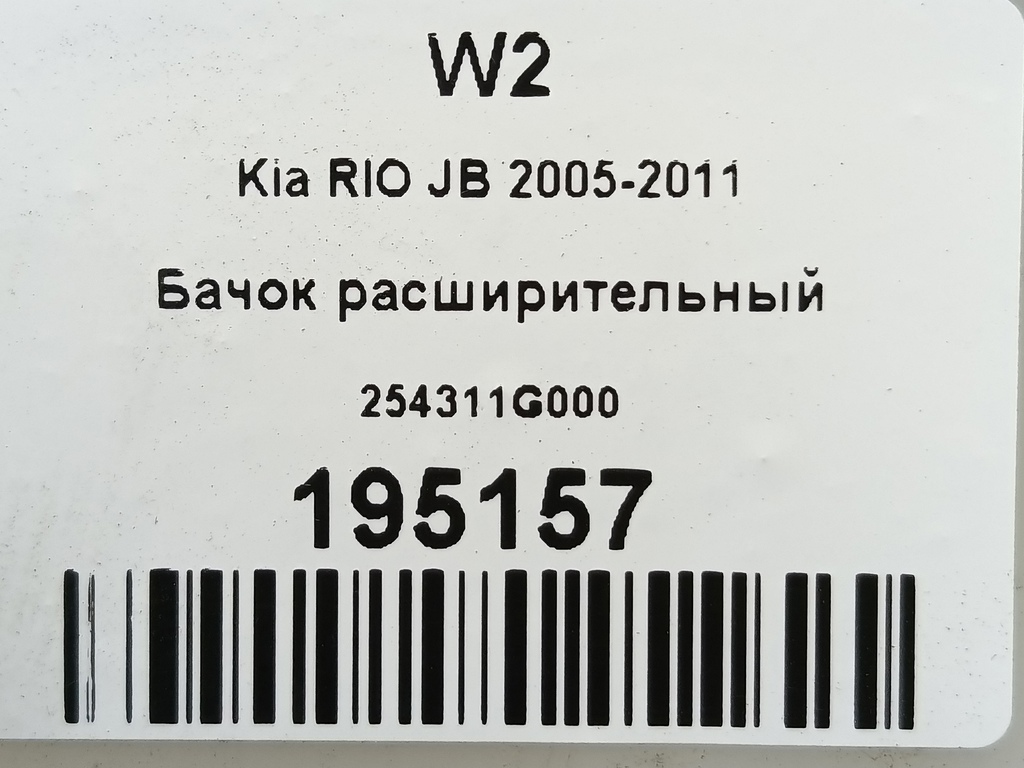 W2
Kia RIO JB 2005-2011
Бачок расширительный
254311G000
195157